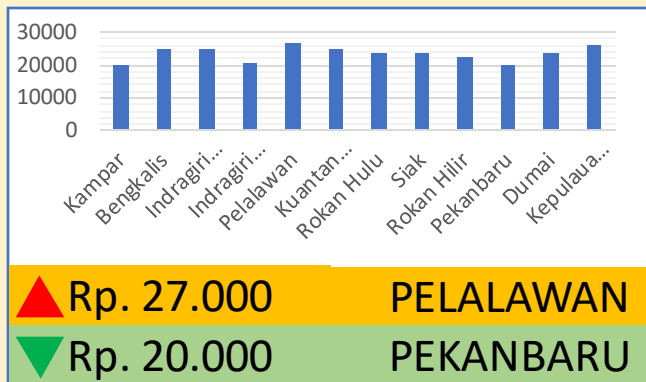 30000
20000
10000
0
Kampar
Bengkalis
Indragiri...
Indragiri...
Pelalawan
Kuantan...
Rokan Hulu
Siak
Rokan Hilir
Pekanbaru
Dumai
Kepulaua...
Rp. 27.000 PELALAWAN
Rp. 20.000 PEKANBARU